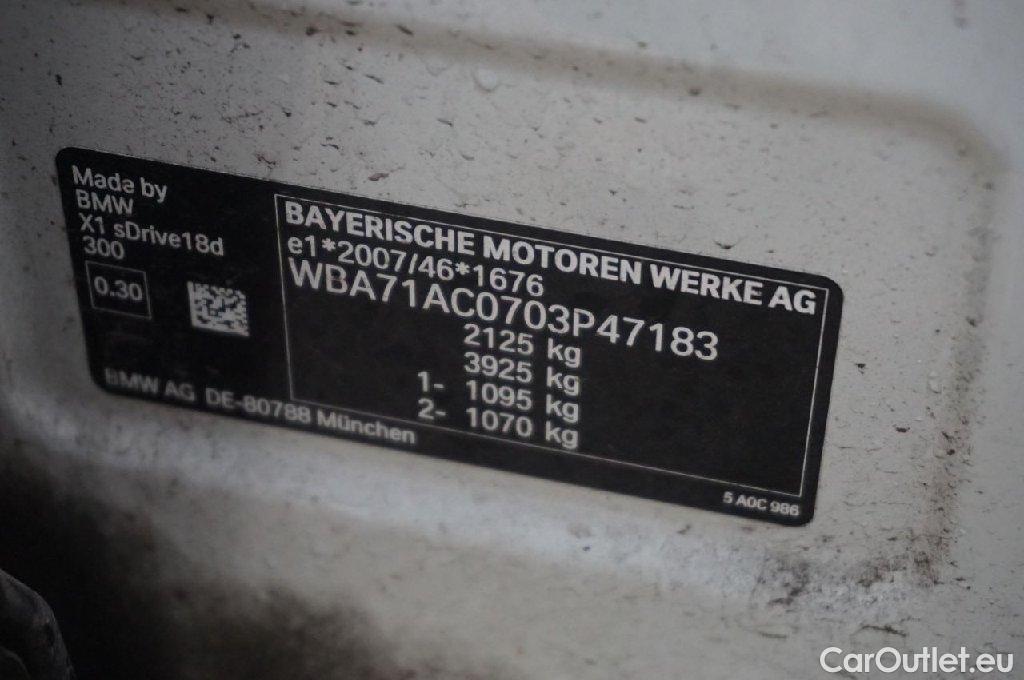 Made by
BMW
X1 sDrive18d
300
0.30
BAYERISCHE MOTOREN WERKE AG
e1*2007/46*1676
WBA71AC0703P47183
2125 kg
3925 kg
1- 1095 kg
2- 1070 kg
BMW AG DE-80788 München
5 A0C 986
CarOutlet.eu